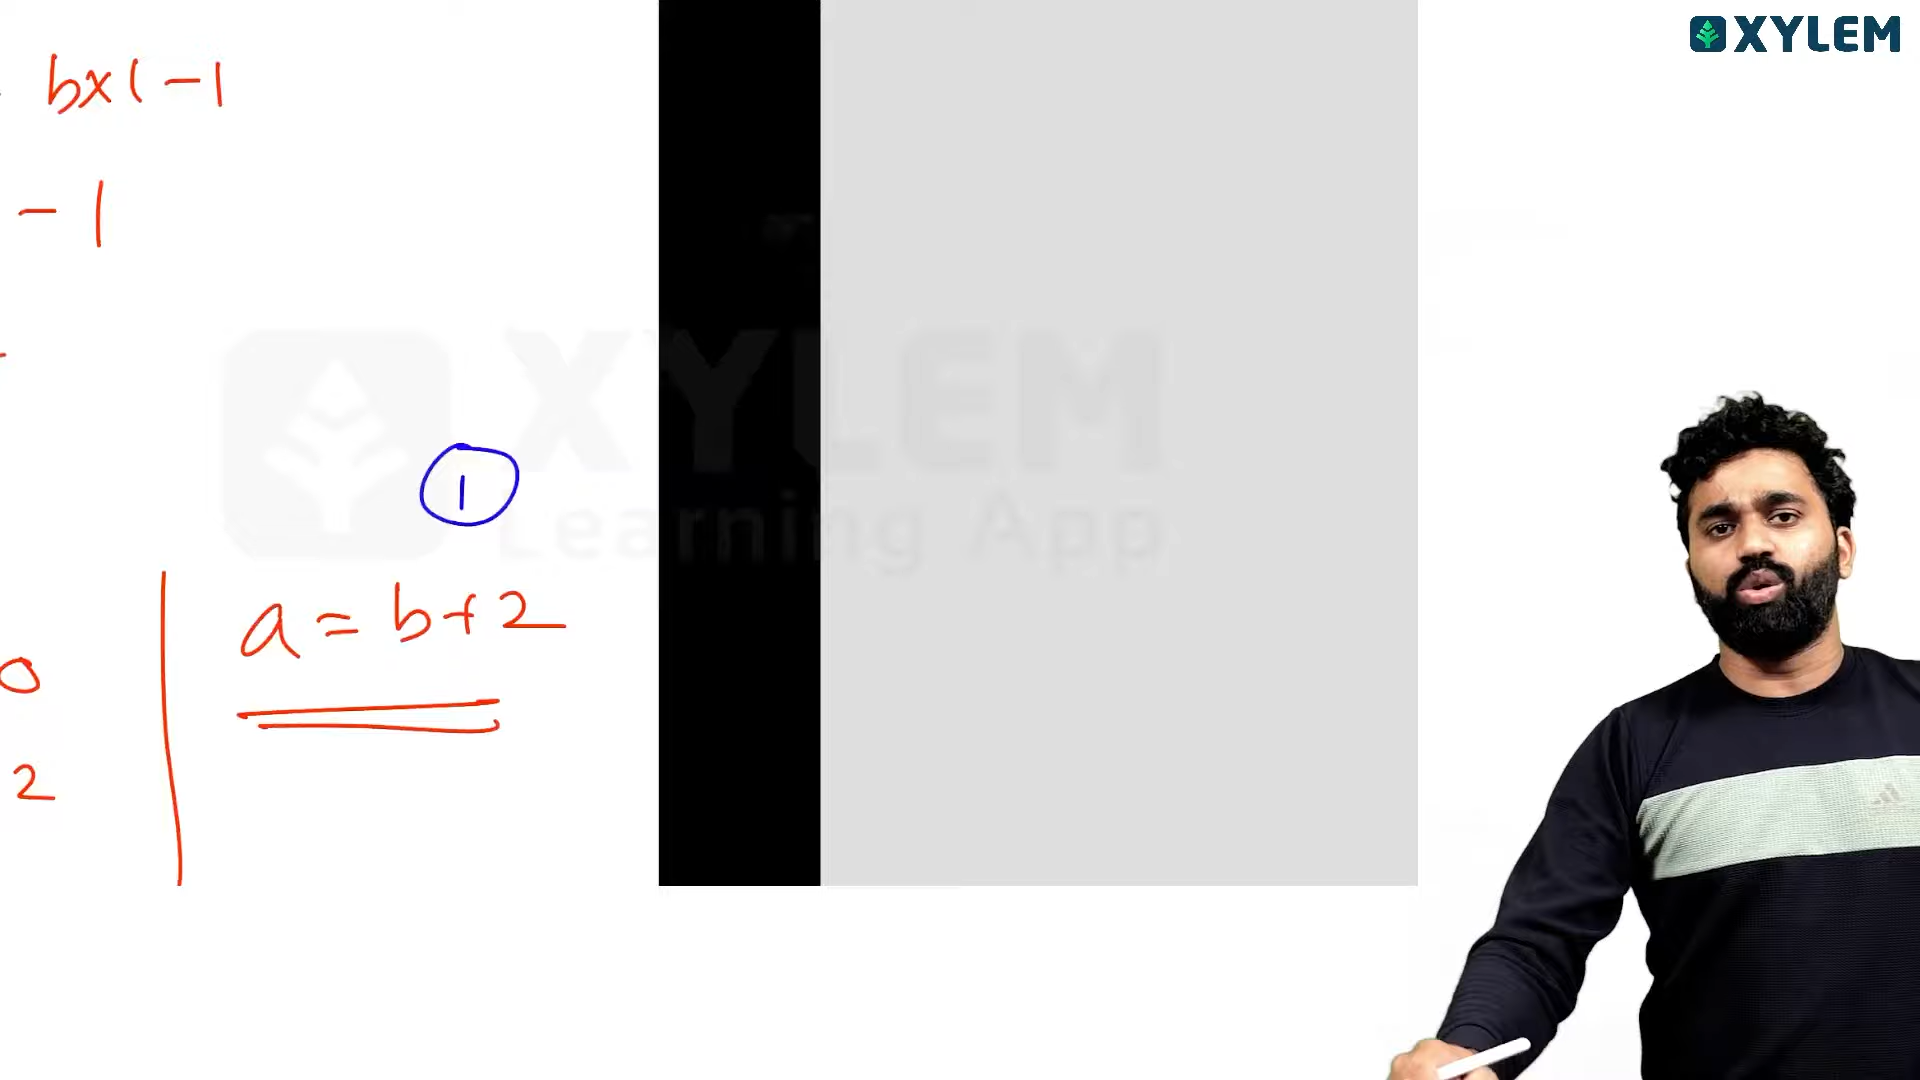 XYLEM
bx1 - 1
- 1
XYLEM
Learning App
1
a = b+2
0
2